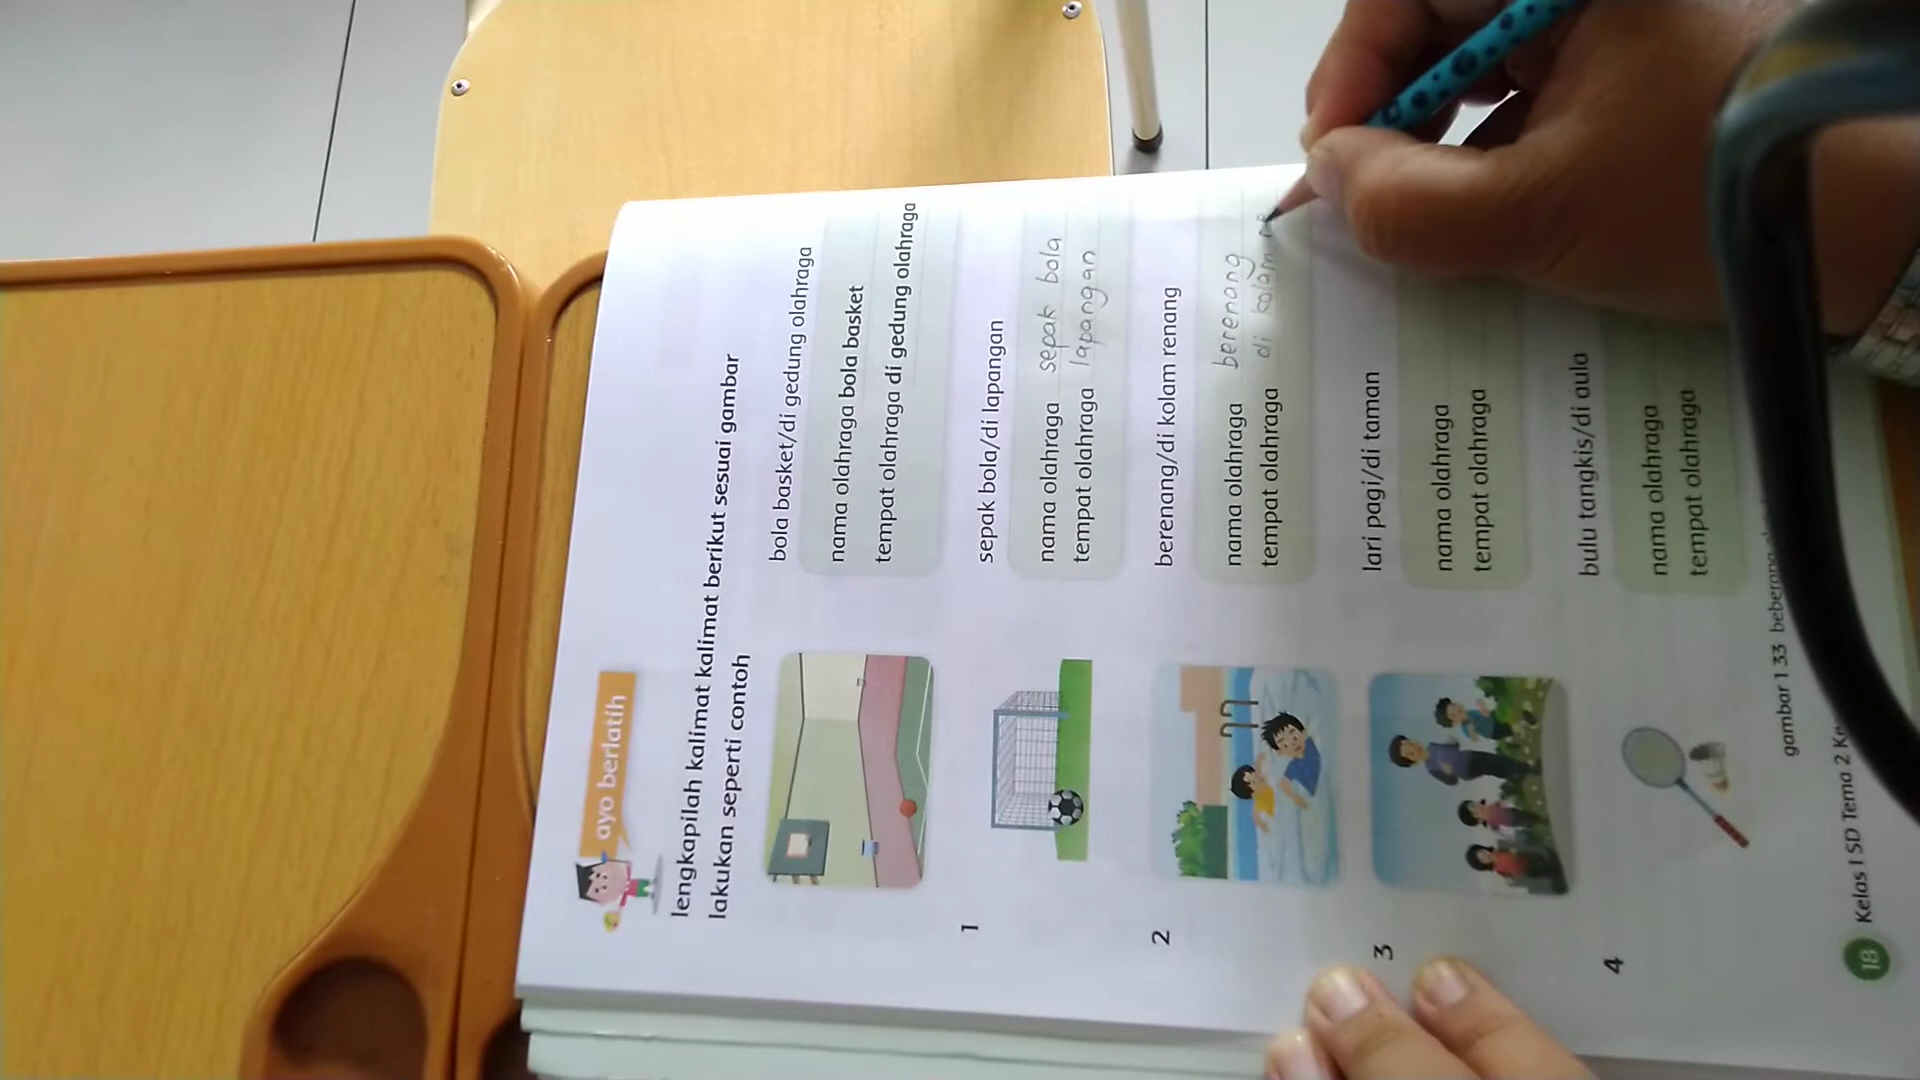 ayo berlatih
lengkapilah kalimat kalimat berikut sesuai gambar
lakukan seperti contoh
bola basket/di gedung olahraga
nama olahraga bola basket
tempat olahraga di gedung olahraga
1
sepak bola/di lapangan
nama olahraga sepak bola
tempat olahraga lapangan
2
berenang/di kolam renang
nama olahraga berenang
tempat olahraga di kolam
3
lari pagi/di taman
nama olahraga
tempat olahraga
4
bulu tangkis/di aula
nama olahraga
tempat olahraga
gambar 1 33
18 Kelas 1 SD Tema 2